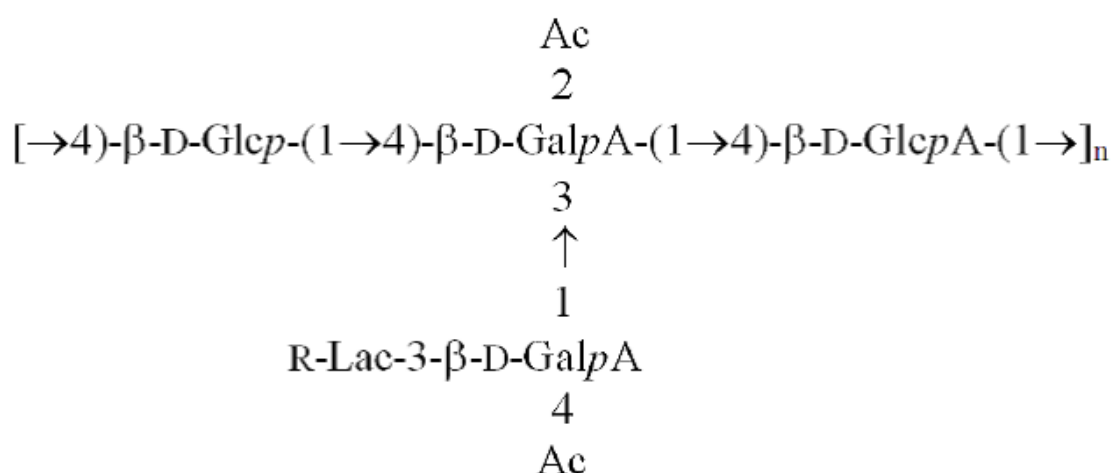 Ac
2
[→4)-β-D-Glcp-(1→4)-β-D-GalpA-(1→4)-β-D-GlcpA-(1→]n
3
↑
1
R-Lac-3-β-D-GalpA
4
Ac